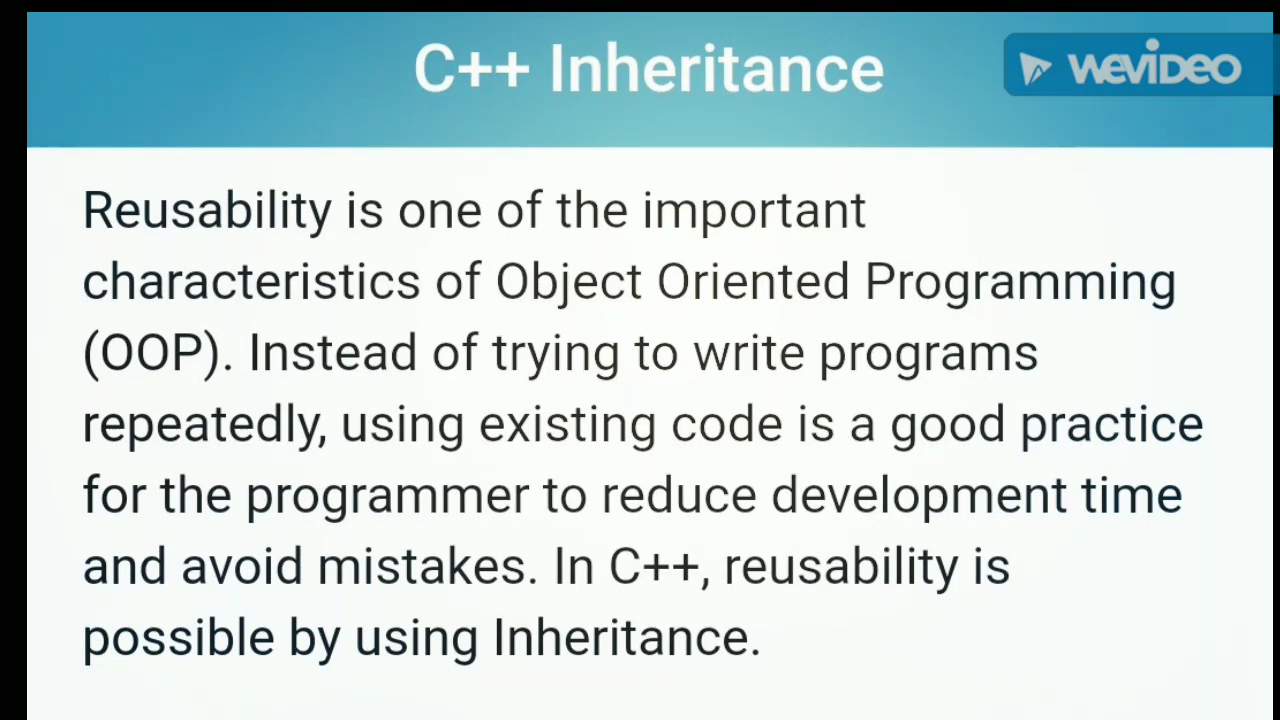 C++ Inheritance
WeViDeo
Reusability is one of the important
characteristics of Object Oriented Programming
(OOP). Instead of trying to write programs
repeatedly, using existing code is a good practice
for the programmer to reduce development time
and avoid mistakes. In C++, reusability is
possible by using Inheritance.